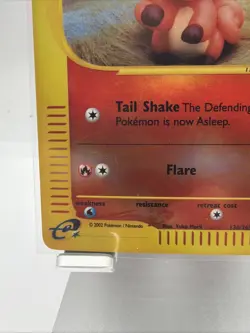 Tail Shake The Defending
Pokémon is now Asleep.
Flare
weakness resistance retreat cost
©2002 Pokémon / Nintendo
e